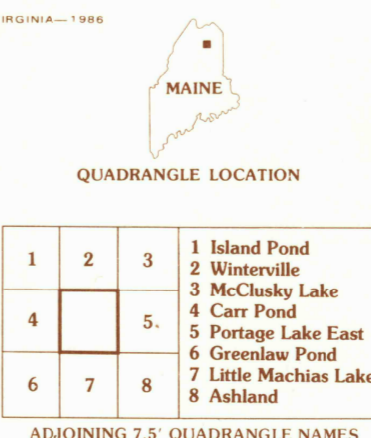 IRGINIA—1986
MAINE
QUADRANGLE LOCATION
1 2 3
4 5.
6 7 8
1 Island Pond
2 Winterville
3 McClusky Lake
4 Carr Pond
5 Portage Lake East
6 Greenlaw Pond
7 Little Machias Lake
8 Ashland
ADJOINING 7.5' QUADRANGLE NAMES